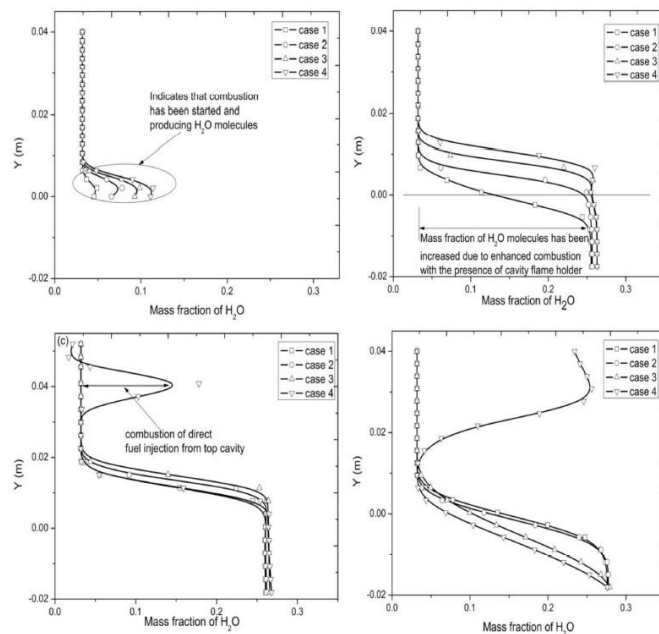 0.04
0.02
0.00
-0.02
Y (m)
case 1
case 2
case 3
case 4
Indicates that combustion
has been started and
producing H₂O molecules
0.0
0.1
0.2
0.3
Mass fraction of H₂O
0.04
0.02
0.00
-0.02
Y (m)
case 1
case 2
case 3
case 4
Mass fraction of H₂O molecules has been
increased due to enhanced combustion
with the presence of cavity flame holder
0.0
0.1
0.2
0.3
Mass fraction of H₂O
(c)
0.04
0.02
0.00
-0.02
Y (m)
case 1
case 2
case 3
case 4
combustion of direct
fuel injection from top cavity
0.0
0.1
0.2
0.3
Mass fraction of H₂O
0.04
0.02
0.00
-0.02
Y (m)
case 1
case 2
case 3
case 4
0.0
0.1
0.2
0.3
Mass fraction of H₂O